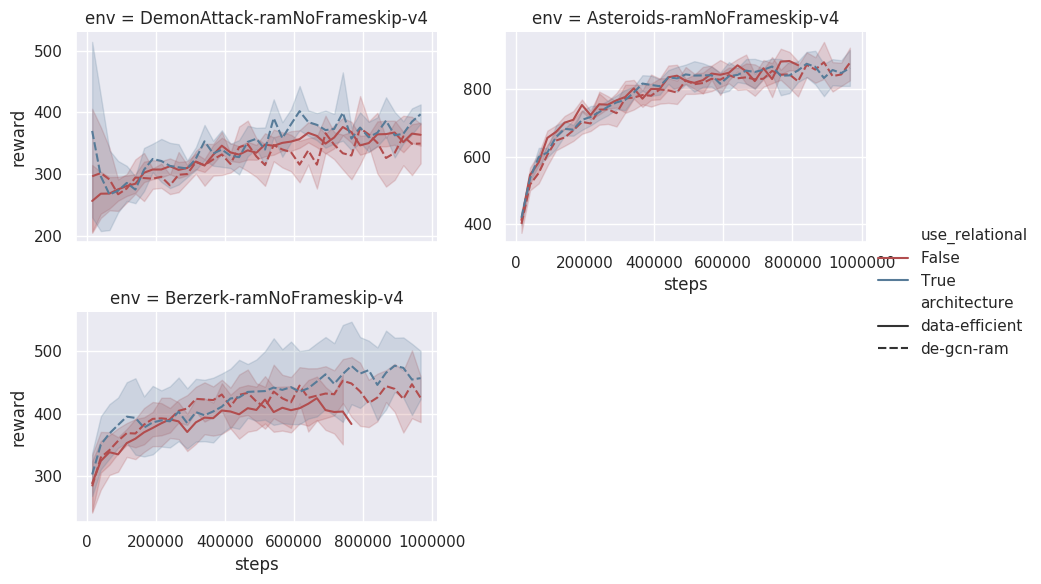 env = DemonAttack-ramNoFrameskip-v4
500
400
300
200
reward
env = Asteroids-ramNoFrameskip-v4
800
600
400
0 200000 400000 600000 800000 1000000
steps
use_relational
False
True
architecture
data-efficient
de-gcn-ram
env = Berzerk-ramNoFrameskip-v4
500
400
300
reward
0 200000 400000 600000 800000 1000000
steps